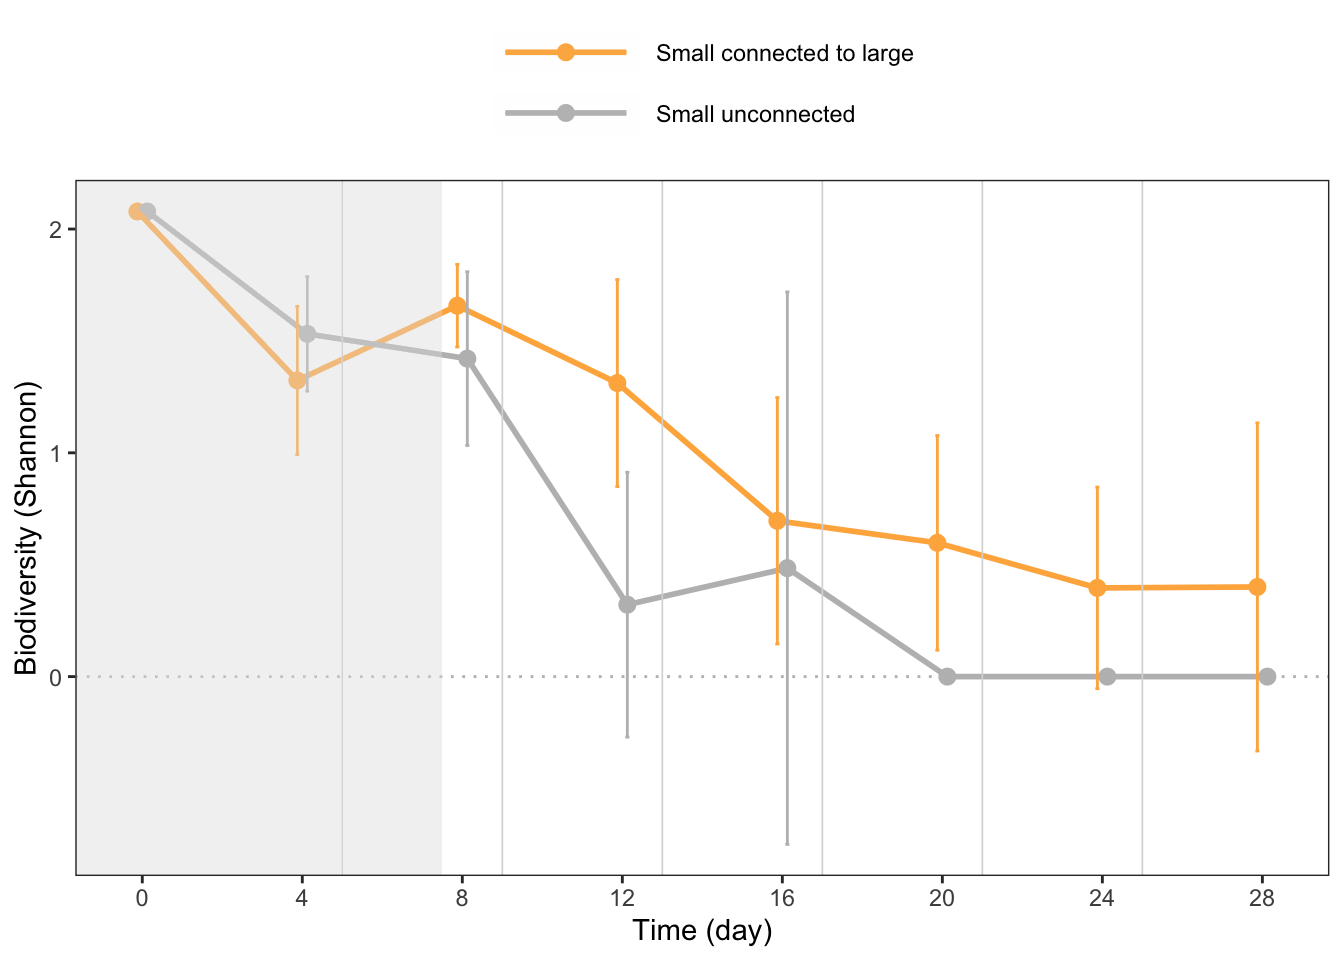 Small connected to large
Small unconnected
2
1
0
Biodiversity (Shannon)
0 4 8 12 16 20 24 28
Time (day)